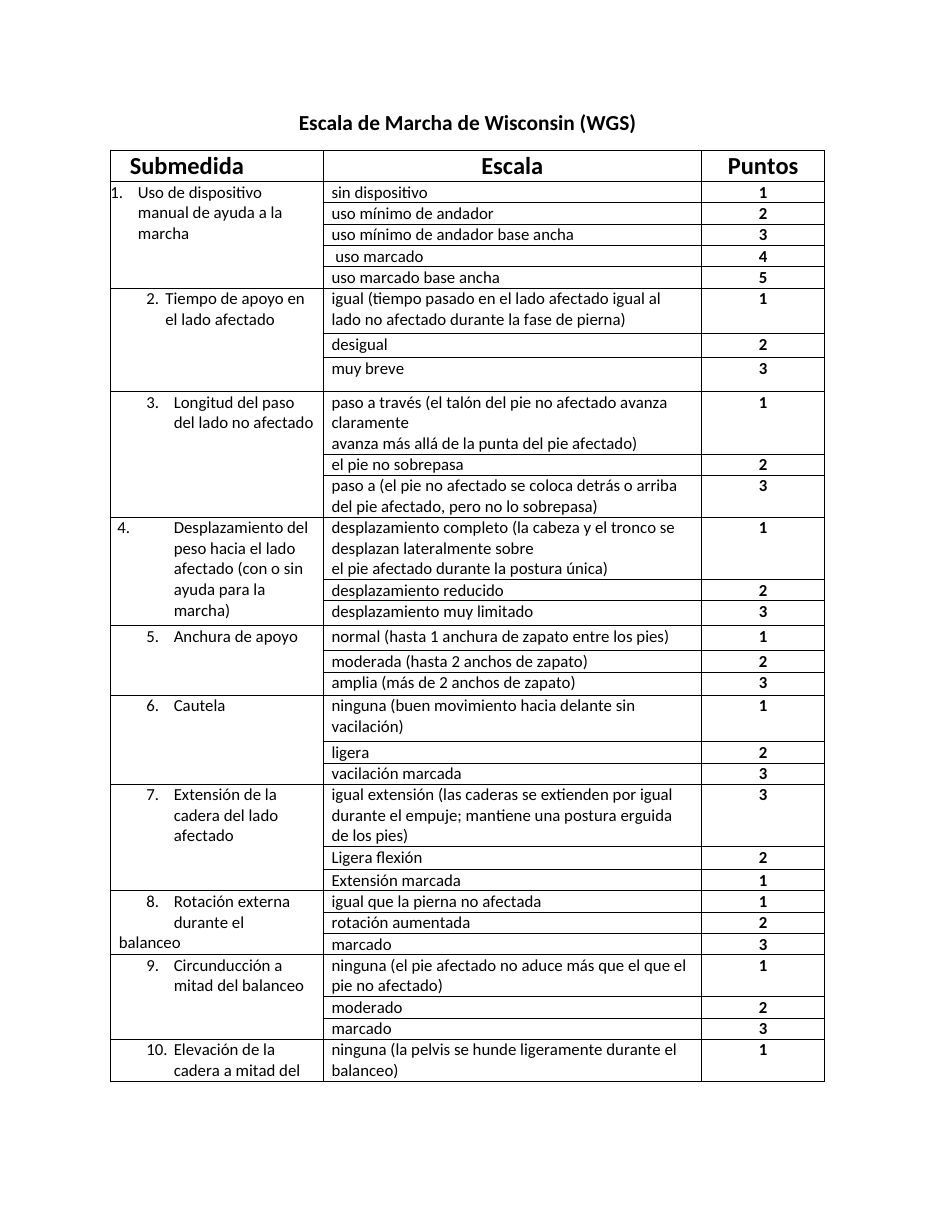 Escala de Marcha de Wisconsin (WGS)
Submedida Escala Puntos
1. Uso de dispositivo manual de ayuda a la marcha
sin dispositivo 1
uso mínimo de andador 2
uso mínimo de andador base ancha 3
uso marcado 4
uso marcado base ancha 5
2. Tiempo de apoyo en
el lado afectado
igual (tiempo pasado en el lado afectado igual al
lado no afectado durante la fase de pierna) 1
desigual 2
muy breve 3
3. Longitud del paso
del lado no afectado
paso a través (el talón del pie no afectado avanza
claramente
avanza más allá de la punta del pie afectado) 1
el pie no sobrepasa 2
paso a (el pie no afectado se coloca detrás o arriba
del pie afectado, pero no lo sobrepasa) 3
4. Desplazamiento del
peso hacia el lado
afectado (con o sin
ayuda para la
marcha)
desplazamiento completo (la cabeza y el tronco se
desplazan lateralmente sobre
el pie afectado durante la postura única) 1
desplazamiento reducido 2
desplazamiento muy limitado 3
5. Anchura de apoyo
normal (hasta 1 anchura de zapato entre los pies) 1
moderada (hasta 2 anchos de zapato) 2
amplia (más de 2 anchos de zapato) 3
6. Cautela
ninguna (buen movimiento hacia delante sin
vacilación) 1
ligera 2
vacilación marcada 3
7. Extensión de la
cadera del lado
afectado
igual extensión (las caderas se extienden por igual
durante el empuje; mantiene una postura erguida
de los pies) 3
Ligera flexión 2
Extensión marcada 1
8. Rotación externa
durante el
balanceo
igual que la pierna no afectada 1
rotación aumentada 2
marcado 3
9. Circunducción a
mitad del balanceo
ninguna (el pie afectado no aduce más que el que el
pie no afectado) 1
moderado 2
marcado 3
10. Elevación de la
cadera a mitad del
ninguna (la pelvis se hunde ligeramente durante el
balanceo) 1